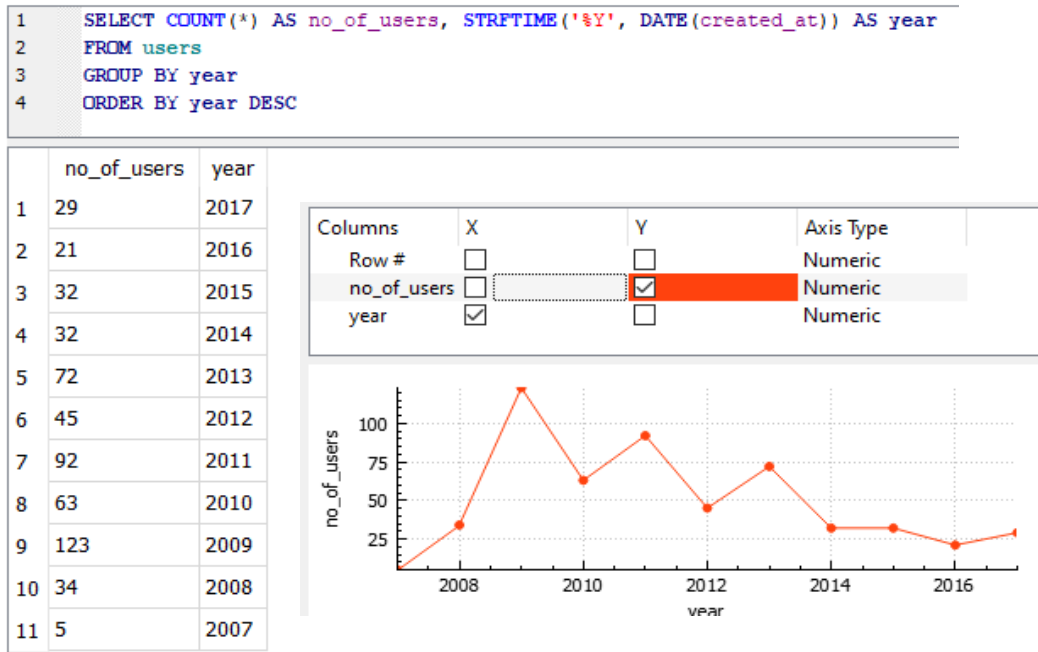 1 SELECT COUNT(*) AS no_of_users, STRFTIME('%Y', DATE(created_at)) AS year
2 FROM users
3 GROUP BY year
4 ORDER BY year DESC
no_of_users year
1 29 2017
2 21 2016
3 32 2015
4 32 2014
5 72 2013
6 45 2012
7 92 2011
8 63 2010
9 123 2009
10 34 2008
11 5 2007
Columns X Y Axis Type
Row # Numeric
no_of_users Numeric
year Numeric
no_of_users
100
75
50
25
2008 2010 2012 2014 2016
year